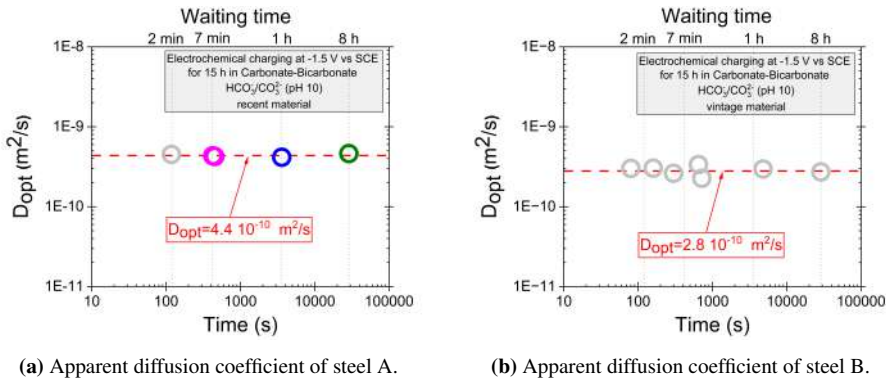 Waiting time
2 min 7 min 1 h 8 h
1E-8
1E-9
1E-10
1E-11
D_opt (m²/s)
Electrochemical charging at -1.5 V vs SCE
for 15 h in Carbonate-Bicarbonate
HCO₃⁻/CO₃²⁻ (pH 10)
recent material
D_opt=4.4 10⁻¹⁰ m²/s
10 100 1000 10000 100000
Time (s)
(a) Apparent diffusion coefficient of steel A.
Waiting time
2 min 7 min 1 h 8 h
1E-8
1E-9
1E-10
1E-11
D_opt (m²/s)
Electrochemical charging at -1.5 V vs SCE
for 15 h in Carbonate-Bicarbonate
HCO₃⁻/CO₃²⁻ (pH 10)
vintage material
D_opt=2.8 10⁻¹⁰ m²/s
10 100 1000 10000 100000
Time (s)
(b) Apparent diffusion coefficient of steel B.